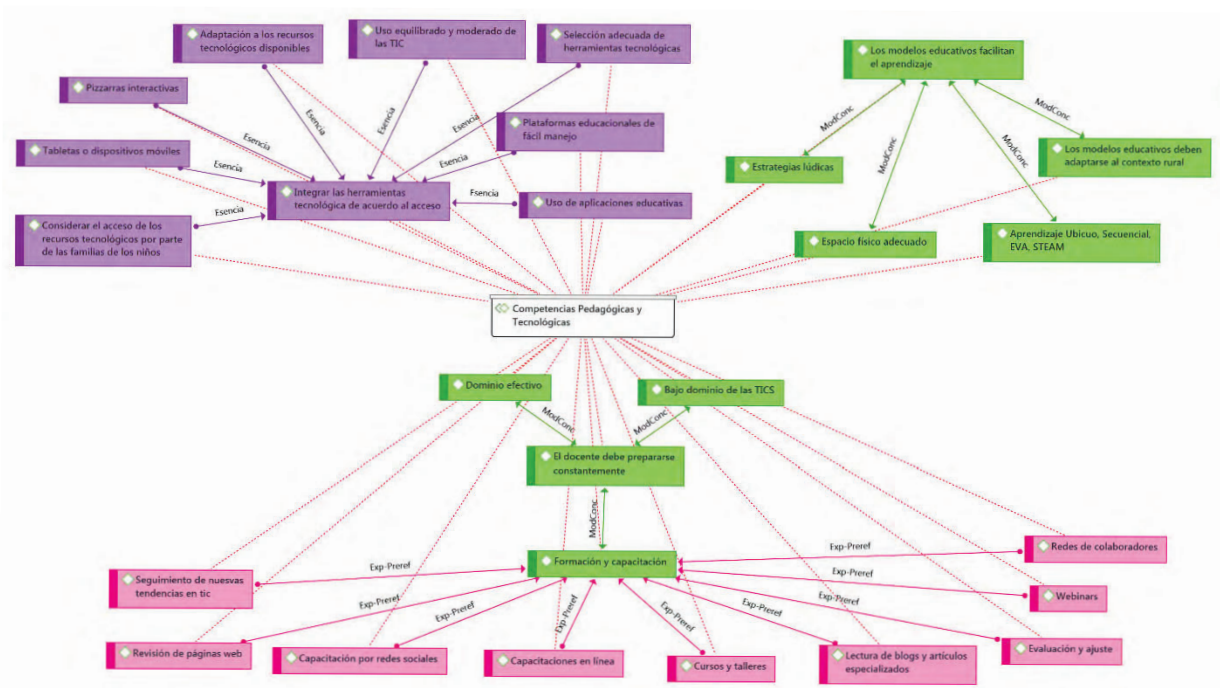 Adaptación a los recursos
tecnológicos disponibles
Uso equilibrado y moderado de
las TIC
Selección adecuada de
herramientas tecnológicas
Los modelos educativos facilitan
el aprendizaje
Pizzarras interactivas
Esencia
Esencia
Esencia
Esencia
Plataformas educacionales de
fácil manejo
ModConc
ModConc
ModConc
ModConc
Tabletas o dispositivos móviles
Esencia
Esencia
Estrategias lúdicas
Los modelos educativos deben
adaptarse al contexto rural
Integrar las herramientas
tecnológica de acuerdo al acceso
Esencia
Esencia
Uso de aplicaciones educativas
Considerar el acceso de los
recursos tecnológicos por parte
de las familias de los niños
Espacio físico adecuado
Aprendizaje Ubicuo, Secuencial,
EVA, STEAM
Competencias Pedagógicas y
Tecnológicas
Dominio efectivo
Bajo dominio de las TICS
ModConc
ModConc
El docente debe prepararse
constantemente
ModConc
Formación y capacitación
Redes de colaboradores
Exp-Preref
Exp-Preref
Seguimiento de nuesvas
tendencias en tic
Exp-Preref
Webinars
Exp-Preref
Exp-Preref
Exp-Preref
Exp-Preref
Exp-Preref
Exp-Preref
Revisión de páginas web
Capacitación por redes sociales
Capacitaciones en línea
Cursos y talleres
Lectura de blogs y artículos
especializados
Evaluación y ajuste